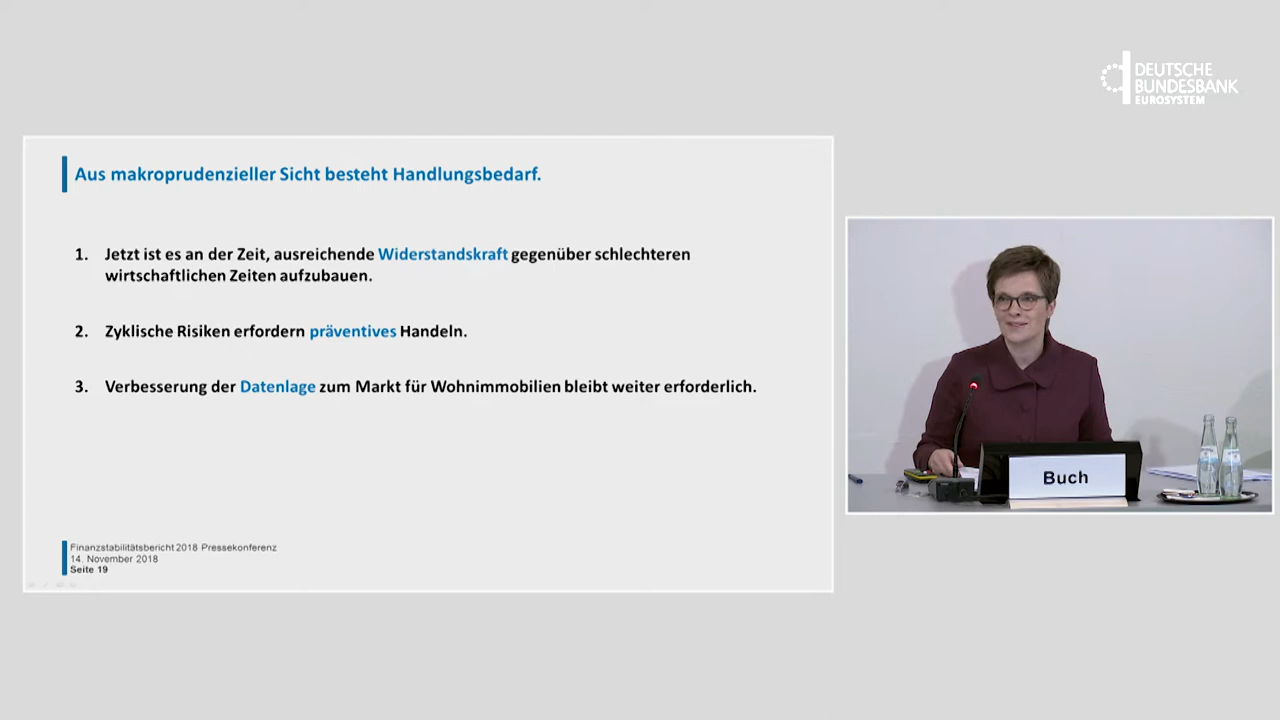 DEUTSCHE
BUNDESBANK
EUROSYSTEM
Aus makroprudenzieller Sicht besteht Handlungsbedarf.
1. Jetzt ist es an der Zeit, ausreichende Widerstandskraft gegenüber schlechteren
wirtschaftlichen Zeiten aufzubauen.
2. Zyklische Risiken erfordern präventives Handeln.
3. Verbesserung der Datenlage zum Markt für Wohnimmobilien bleibt weiter erforderlich.
Finanzstabilitätsbericht 2018 Pressekonferenz
14. November 2018
Seite 19
Buch